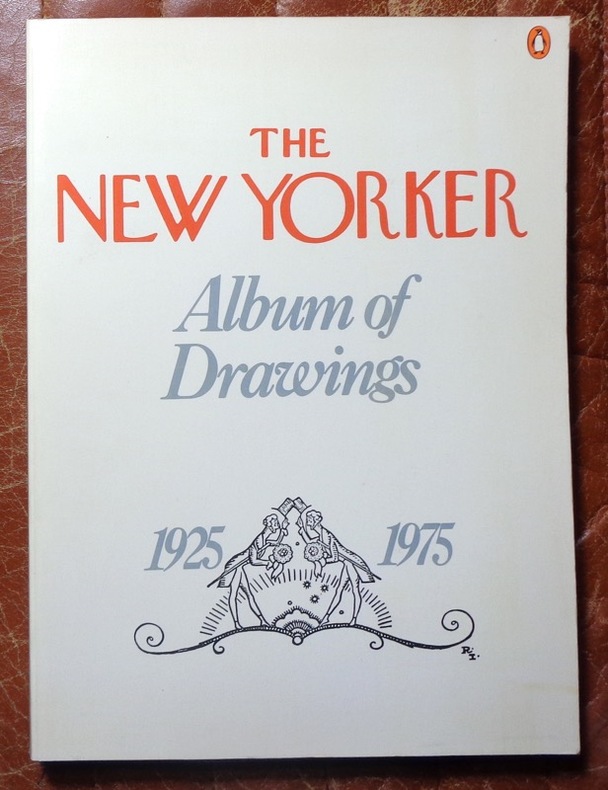 THE
NEW YORKER
Album of
Drawings
1925 1975
R.I.